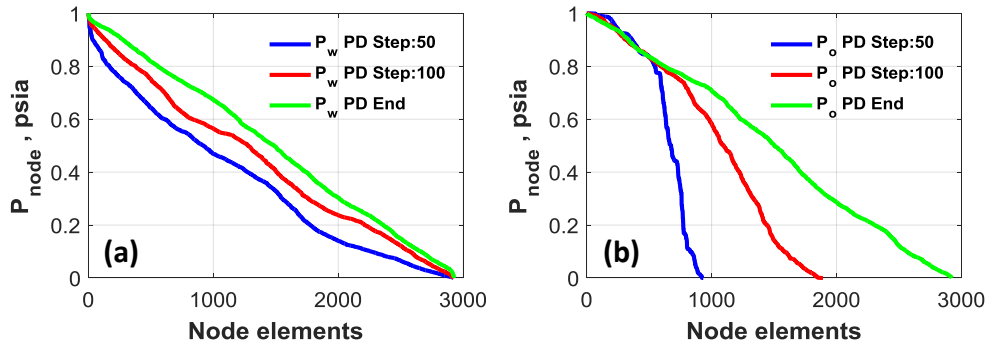 (a)
P_node , psia
1
0.8
0.6
0.4
0.2
0
P_w PD Step:50
P_w PD Step:100
P_w PD End
0 1000 2000 3000
Node elements
(b)
P_node , psia
1
0.8
0.6
0.4
0.2
0
P_o PD Step:50
P_o PD Step:100
P_o PD End
0 1000 2000 3000
Node elements